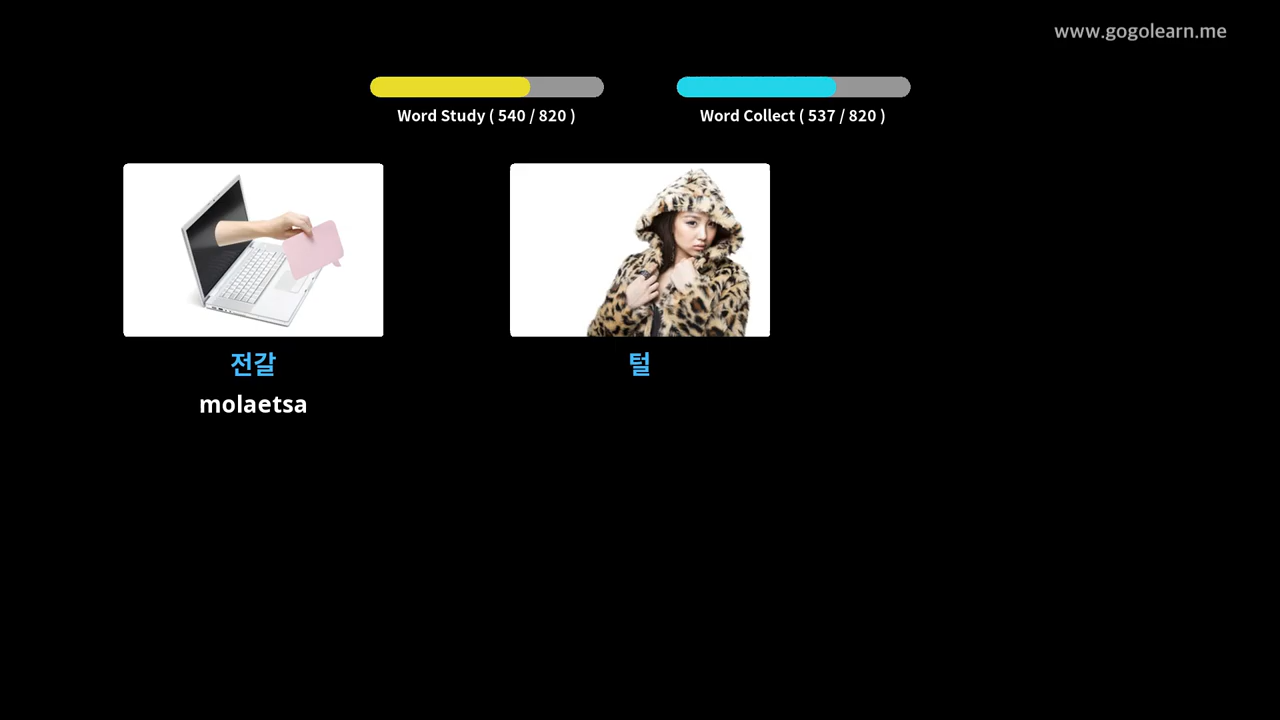 www.gogolearn.me
Word Study ( 540 / 820 )
Word Collect ( 537 / 820 )
전갈
털
molaetsa